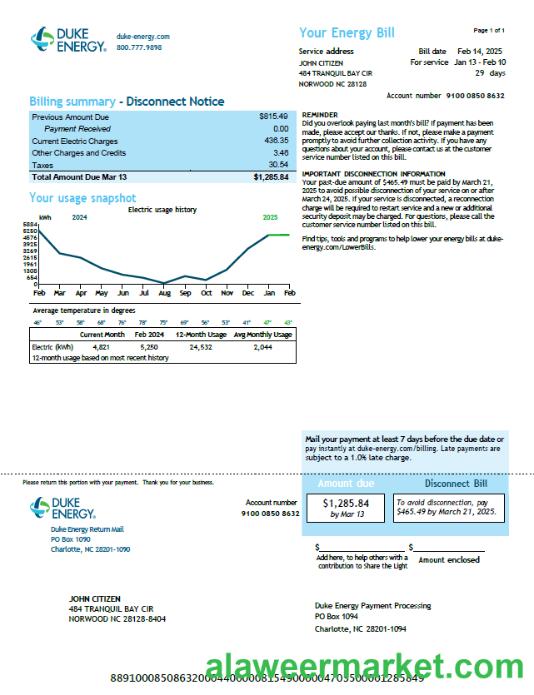 DUKE ENERGY®
duke-energy.com
800.777.9898
Your Energy Bill
Page 1 of 1
Service address
JOHN CITIZEN
484 TRANQUIL BAY CIR
NORWOOD NC 28128
Bill date Feb 14, 2025
For service Jan 13 - Feb 10
29 days
Account number 9100 0850 8632
Billing summary - Disconnect Notice
Previous Amount Due $815.49
Payment Received 0.00
Current Electric Charges 436.35
Other Charges and Credits 3.46
Taxes 30.54
Total Amount Due Mar 13 $1,285.84
REMINDER
Did you overlook paying last month's bill? If payment has been
made, please accept our thanks. If not, please make a payment
promptly to avoid further collection activity. If you have any
questions about your account, please contact us at the customer
service number listed on this bill.
IMPORTANT DISCONNECTION INFORMATION
Your past-due amount of $465.49 must be paid by March 21,
2025 to avoid possible disconnection of your service on or after
March 24, 2025. If your service is disconnected, a reconnection
charge will be required to restart service and a new or additional
security deposit may be charged. For questions, please call the
customer service number listed on this bill.
Find tips, tools and programs to help lower your energy bills at duke-
energy.com/LowerBills.
Your usage snapshot
Electric usage history
kWh 2024 2025
5884
5230
4576
3923
3269
2615
1961
1308
654
0
Feb Mar Apr May Jun Jul Aug Sep Oct Nov Dec Jan Feb
Average temperature in degrees
46° 53° 58° 68° 76° 78° 75° 69° 56° 53° 41° 47° 43°
Current Month Feb 2024 12-Month Usage Avg Monthly Usage
Electric (kWh) 4,821 5,250 24,532 2,044
12-month usage based on most recent history
Mail your payment at least 7 days before the due date or
pay instantly at duke-energy.com/billing. Late payments are
subject to a 1.0% late charge.
Please return this portion with your payment. Thank you for your business.
Amount due
Disconnect Bill
DUKE ENERGY®
Account number
9100 0850 8632
$1,285.84
by Mar 13
To avoid disconnection, pay
$465.49 by March 21, 2025.
Duke Energy Return Mail
PO Box 1090
Charlotte, NC 28201-1090
$ $
Add here, to help others with a
contribution to Share the Light
Amount enclosed
JOHN CITIZEN
484 TRANQUIL BAY CIR
NORWOOD NC 28128-8404
Duke Energy Payment Processing
PO Box 1094
Charlotte, NC 28201-1094
alaweermarket.com